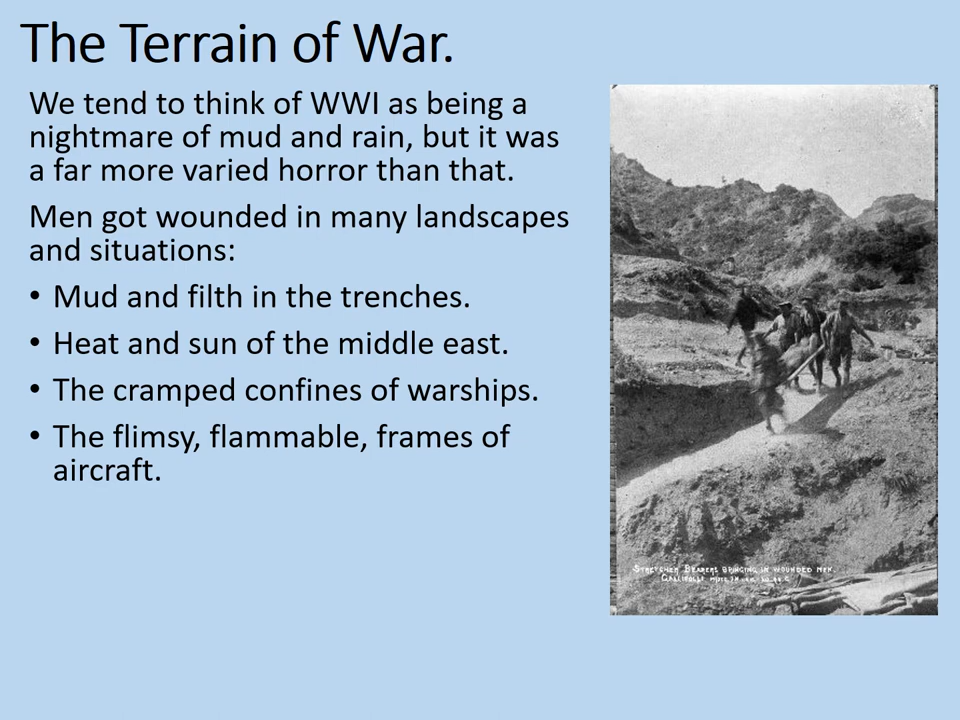 The Terrain of War.
We tend to think of WWI as being a
nightmare of mud and rain, but it was
a far more varied horror than that.
Men got wounded in many landscapes
and situations:
• Mud and filth in the trenches.
• Heat and sun of the middle east.
• The cramped confines of warships.
• The flimsy, flammable, frames of
aircraft.
STRETCHER BEARERS BRINGING IN WOUNDED MEN.
GALLIPOLI